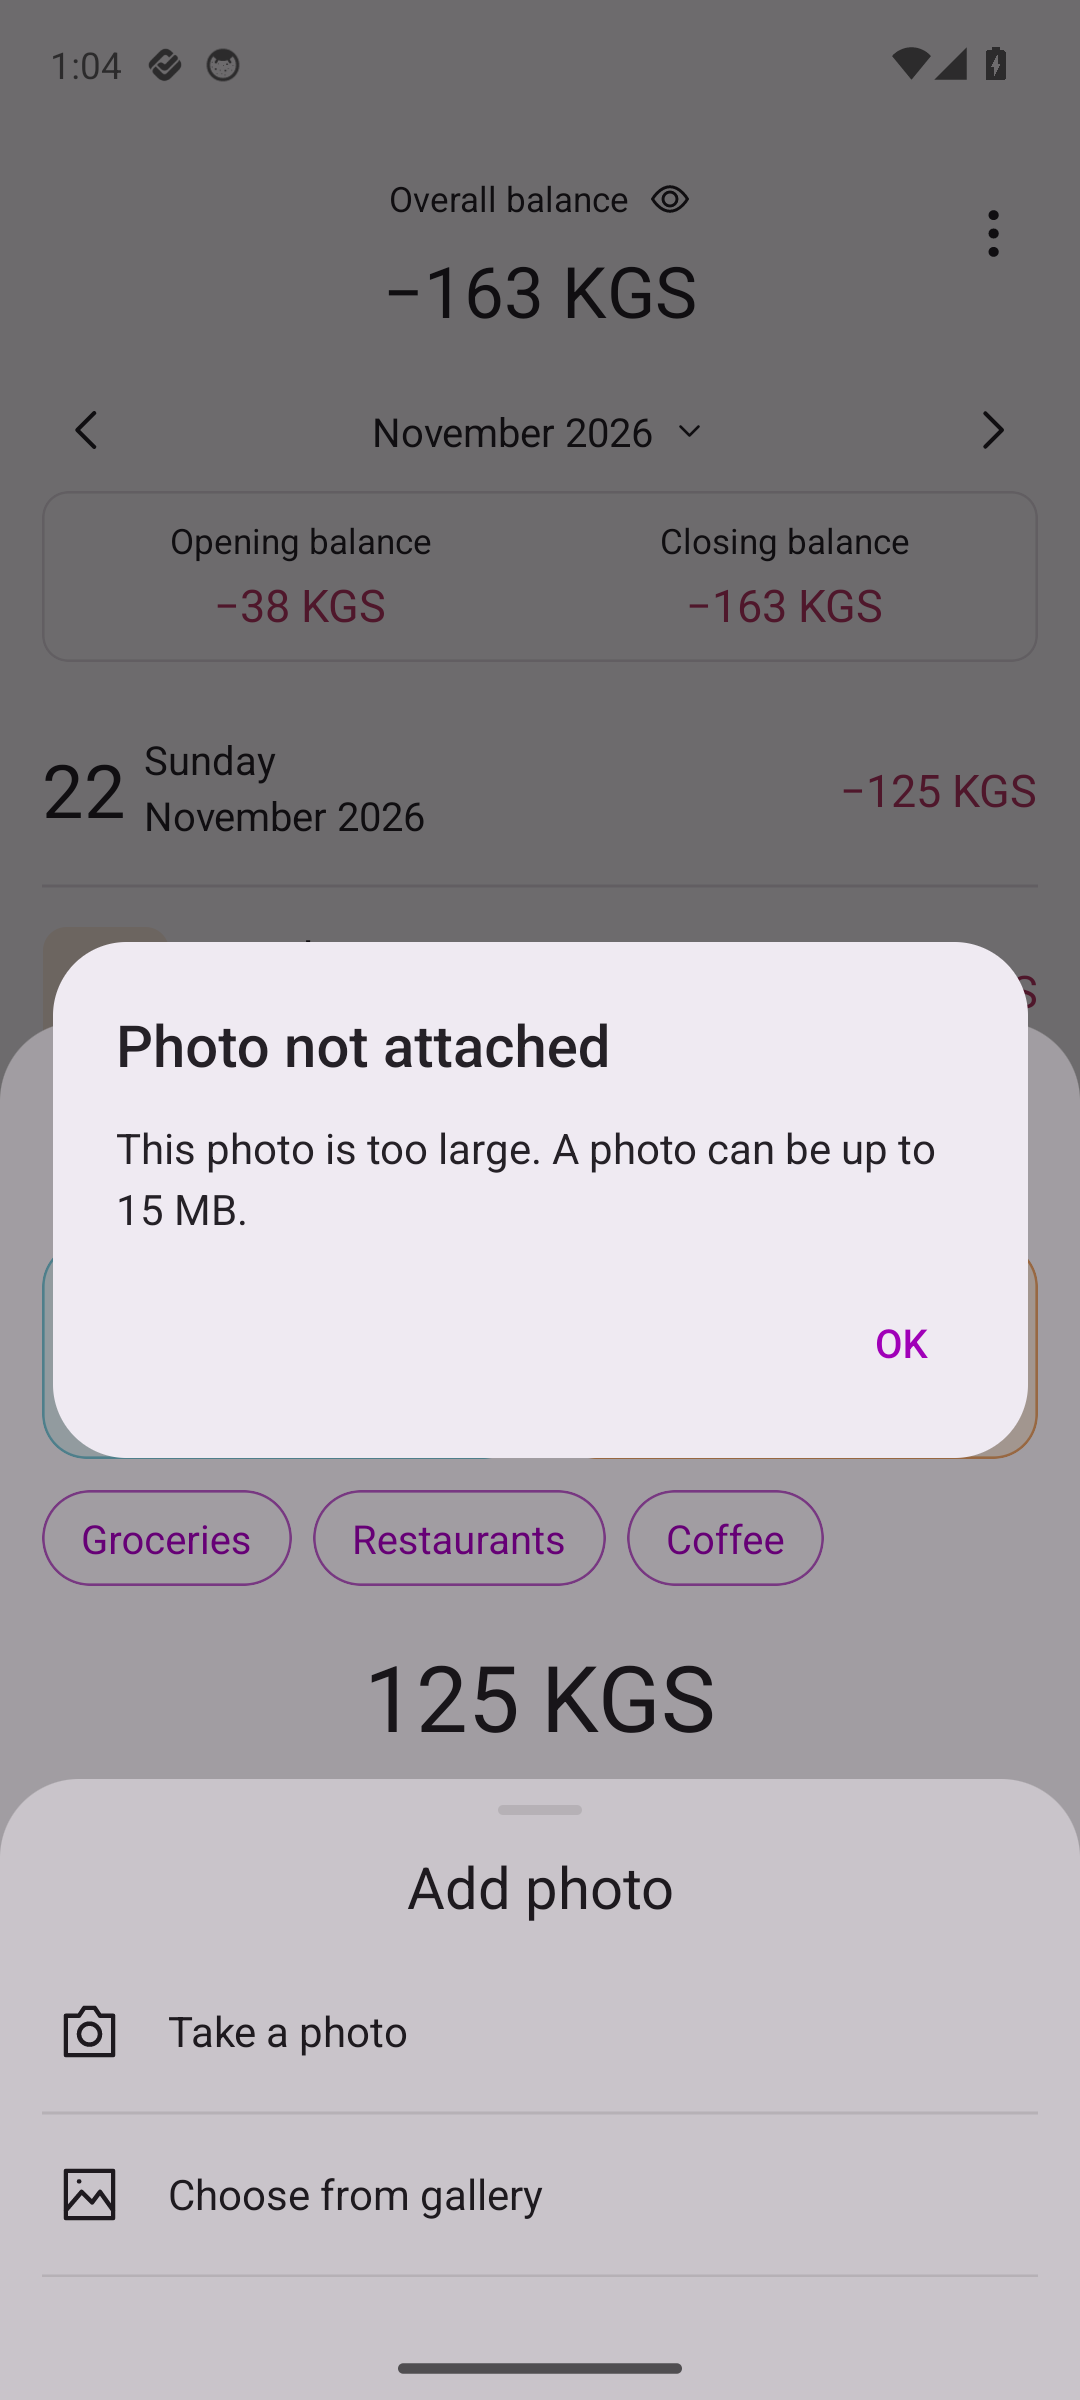 1:04
Overall balance
−163 KGS
November 2026
Opening balance
Closing balance
−38 KGS
−163 KGS
22
Sunday
November 2026
−125 KGS
Photo not attached
This photo is too large. A photo can be up to
15 MB.
OK
Groceries
Restaurants
Coffee
125 KGS
Add photo
Take a photo
Choose from gallery